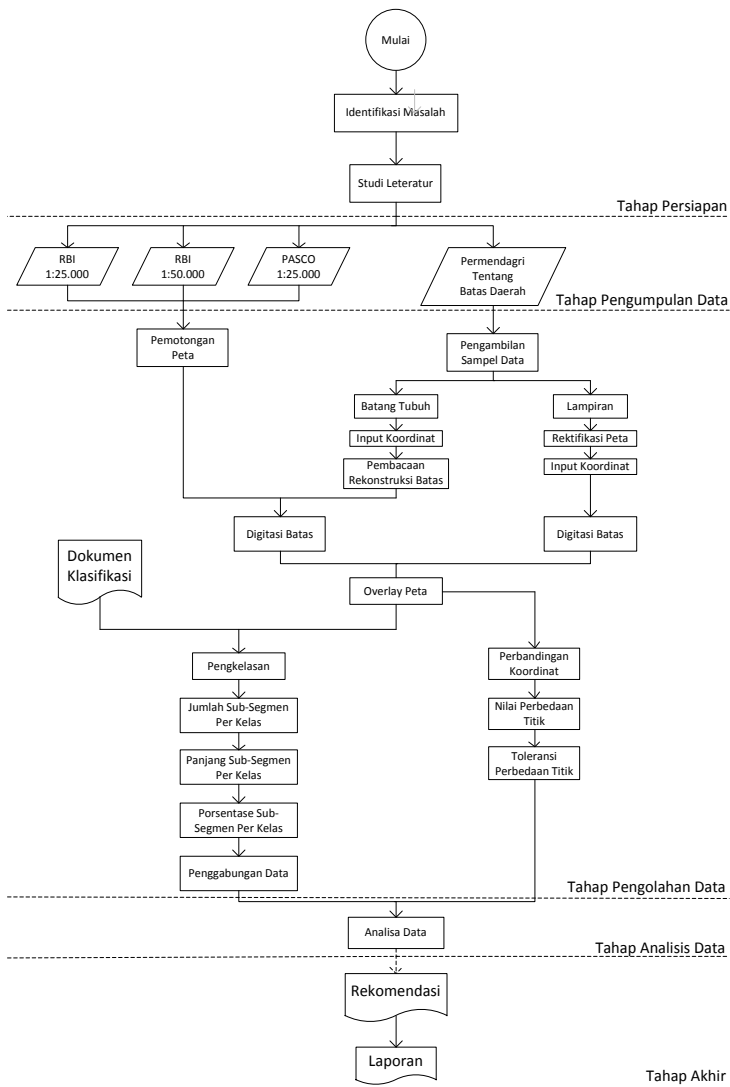 Mulai
Identifikasi Masalah
Studi Leteratur
Tahap Persiapan
RBI
1:25.000
RBI
1:50.000
PASCO
1:25.000
Permendagri
Tentang
Batas Daerah
Tahap Pengumpulan Data
Pemotongan
Peta
Pengambilan
Sampel Data
Batang Tubuh
Lampiran
Input Koordinat
Rektifikasi Peta
Pembacaan
Rekonstruksi Batas
Input Koordinat
Digitasi Batas
Digitasi Batas
Dokumen
Klasifikasi
Overlay Peta
Pengkelasan
Perbandingan
Koordinat
Jumlah Sub-Segmen
Per Kelas
Nilai Perbedaan
Titik
Panjang Sub-Segmen
Per Kelas
Toleransi
Perbedaan Titik
Porsentase Sub-
Segmen Per Kelas
Penggabungan Data
Tahap Pengolahan Data
Analisa Data
Tahap Analisis Data
Rekomendasi
Laporan
Tahap Akhir